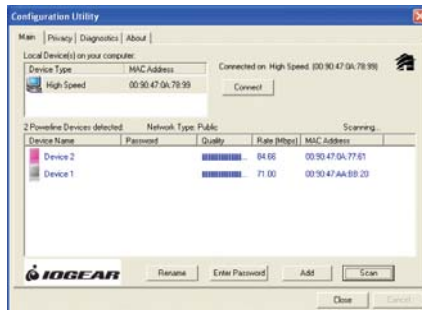 Configuration Utility
Main Privacy Diagnostics About
Local Device(s) on your computer:
Device Type MAC Address
High Speed 00:90:47:0A:78:99
Connected on High Speed (00:90:47:0A:78:99)
Connect
2 Powerline Devices detected Network Type: Public Scanning...
Device Name Password Quality Rate (Mbps) MAC Address
Device 2 84.66 00:90:47:0A:77:61
Device 1 71.00 00:90:47:AA:BB:20
IOGEAR
Rename Enter Password Add Scan
Close Cancel